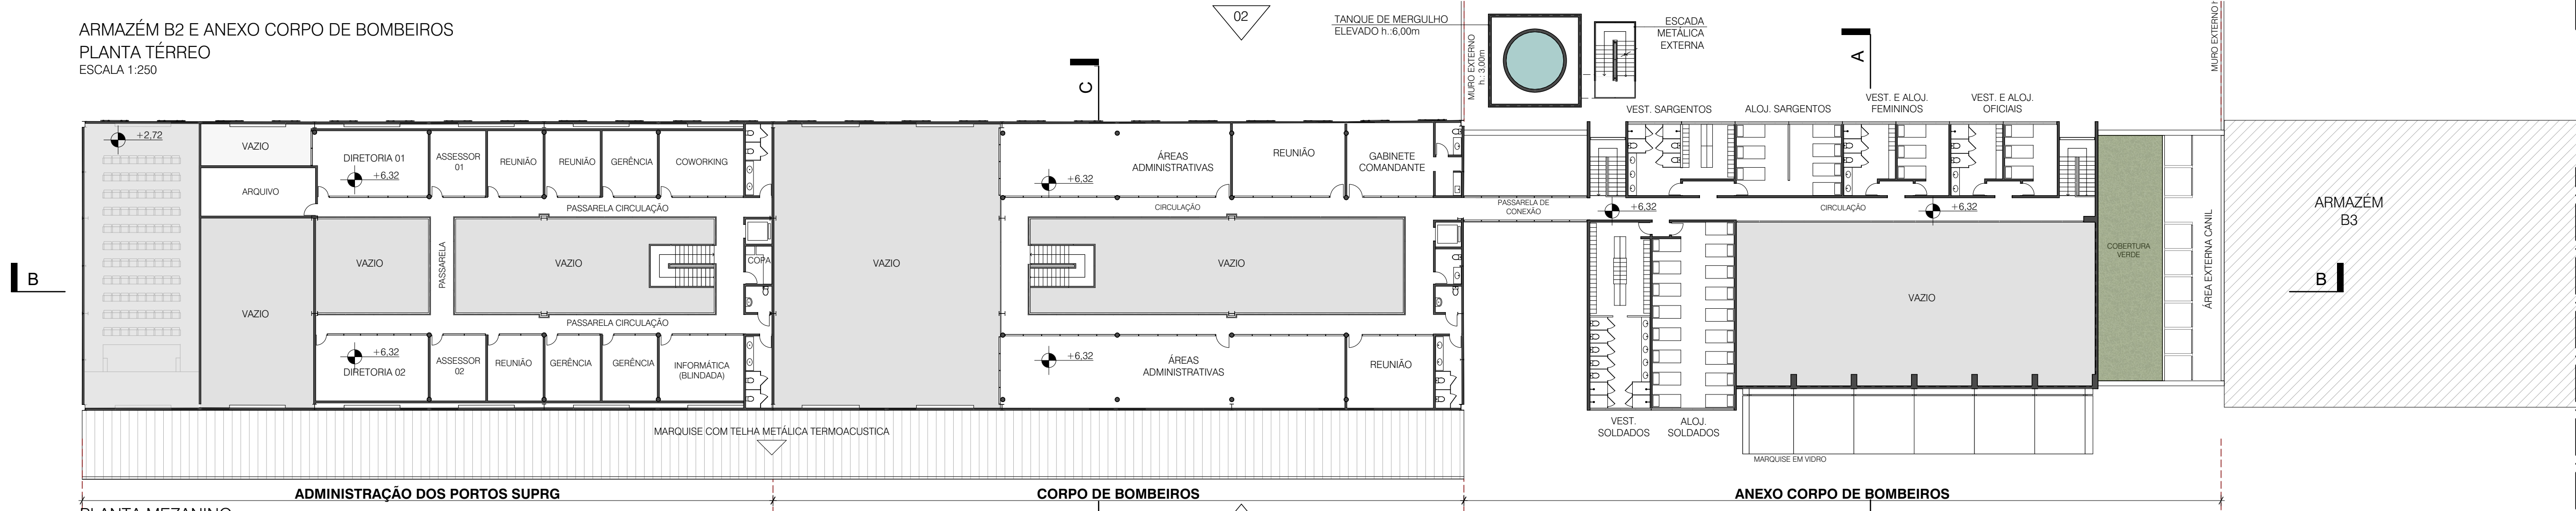 ARMAZÉM B2 E ANEXO CORPO DE BOMBEIROS
PLANTA TÉRREO
ESCALA 1:250
02
TANQUE DE MERGULHO
ELEVADO h.:6,00m
MURO EXTERNO
h.: 3.00m
ESCADA
METÁLICA
EXTERNA
C
A
MURO EXTERNO
VEST. SARGENTOS
ALOJ. SARGENTOS
VEST. E ALOJ.
FEMININOS
VEST. E ALOJ.
OFICIAIS
+2,72
VAZIO
ARQUIVO
DIRETORIA 01
+6,32
ASSESSOR
01
REUNIÃO
REUNIÃO
GERÊNCIA
COWORKING
ÁREAS
ADMINISTRATIVAS
+6,32
REUNIÃO
GABINETE
COMANDANTE
PASSARELA CIRCULAÇÃO
CIRCULAÇÃO
PASSARELA DE
CONEXÃO
+6,32
CIRCULAÇÃO
+6,32
ARMAZÉM
B3
B
VAZIO
VAZIO
PASSARELA
VAZIO
COPA
VAZIO
VAZIO
VAZIO
COBERTURA
VERDE
ÁREA EXTERNA CANIL
B
PASSARELA CIRCULAÇÃO
+6,32
DIRETORIA 02
ASSESSOR
02
REUNIÃO
GERÊNCIA
GERÊNCIA
INFORMÁTICA
(BLINDADA)
+6,32
ÁREAS
ADMINISTRATIVAS
REUNIÃO
VEST.
SOLDADOS
ALOJ.
SOLDADOS
MARQUISE COM TELHA METÁLICA TERMOACUSTICA
MARQUISE EM VIDRO
ADMINISTRAÇÃO DOS PORTOS SUPRG
CORPO DE BOMBEIROS
ANEXO CORPO DE BOMBEIROS
PLANTA MEZANINO